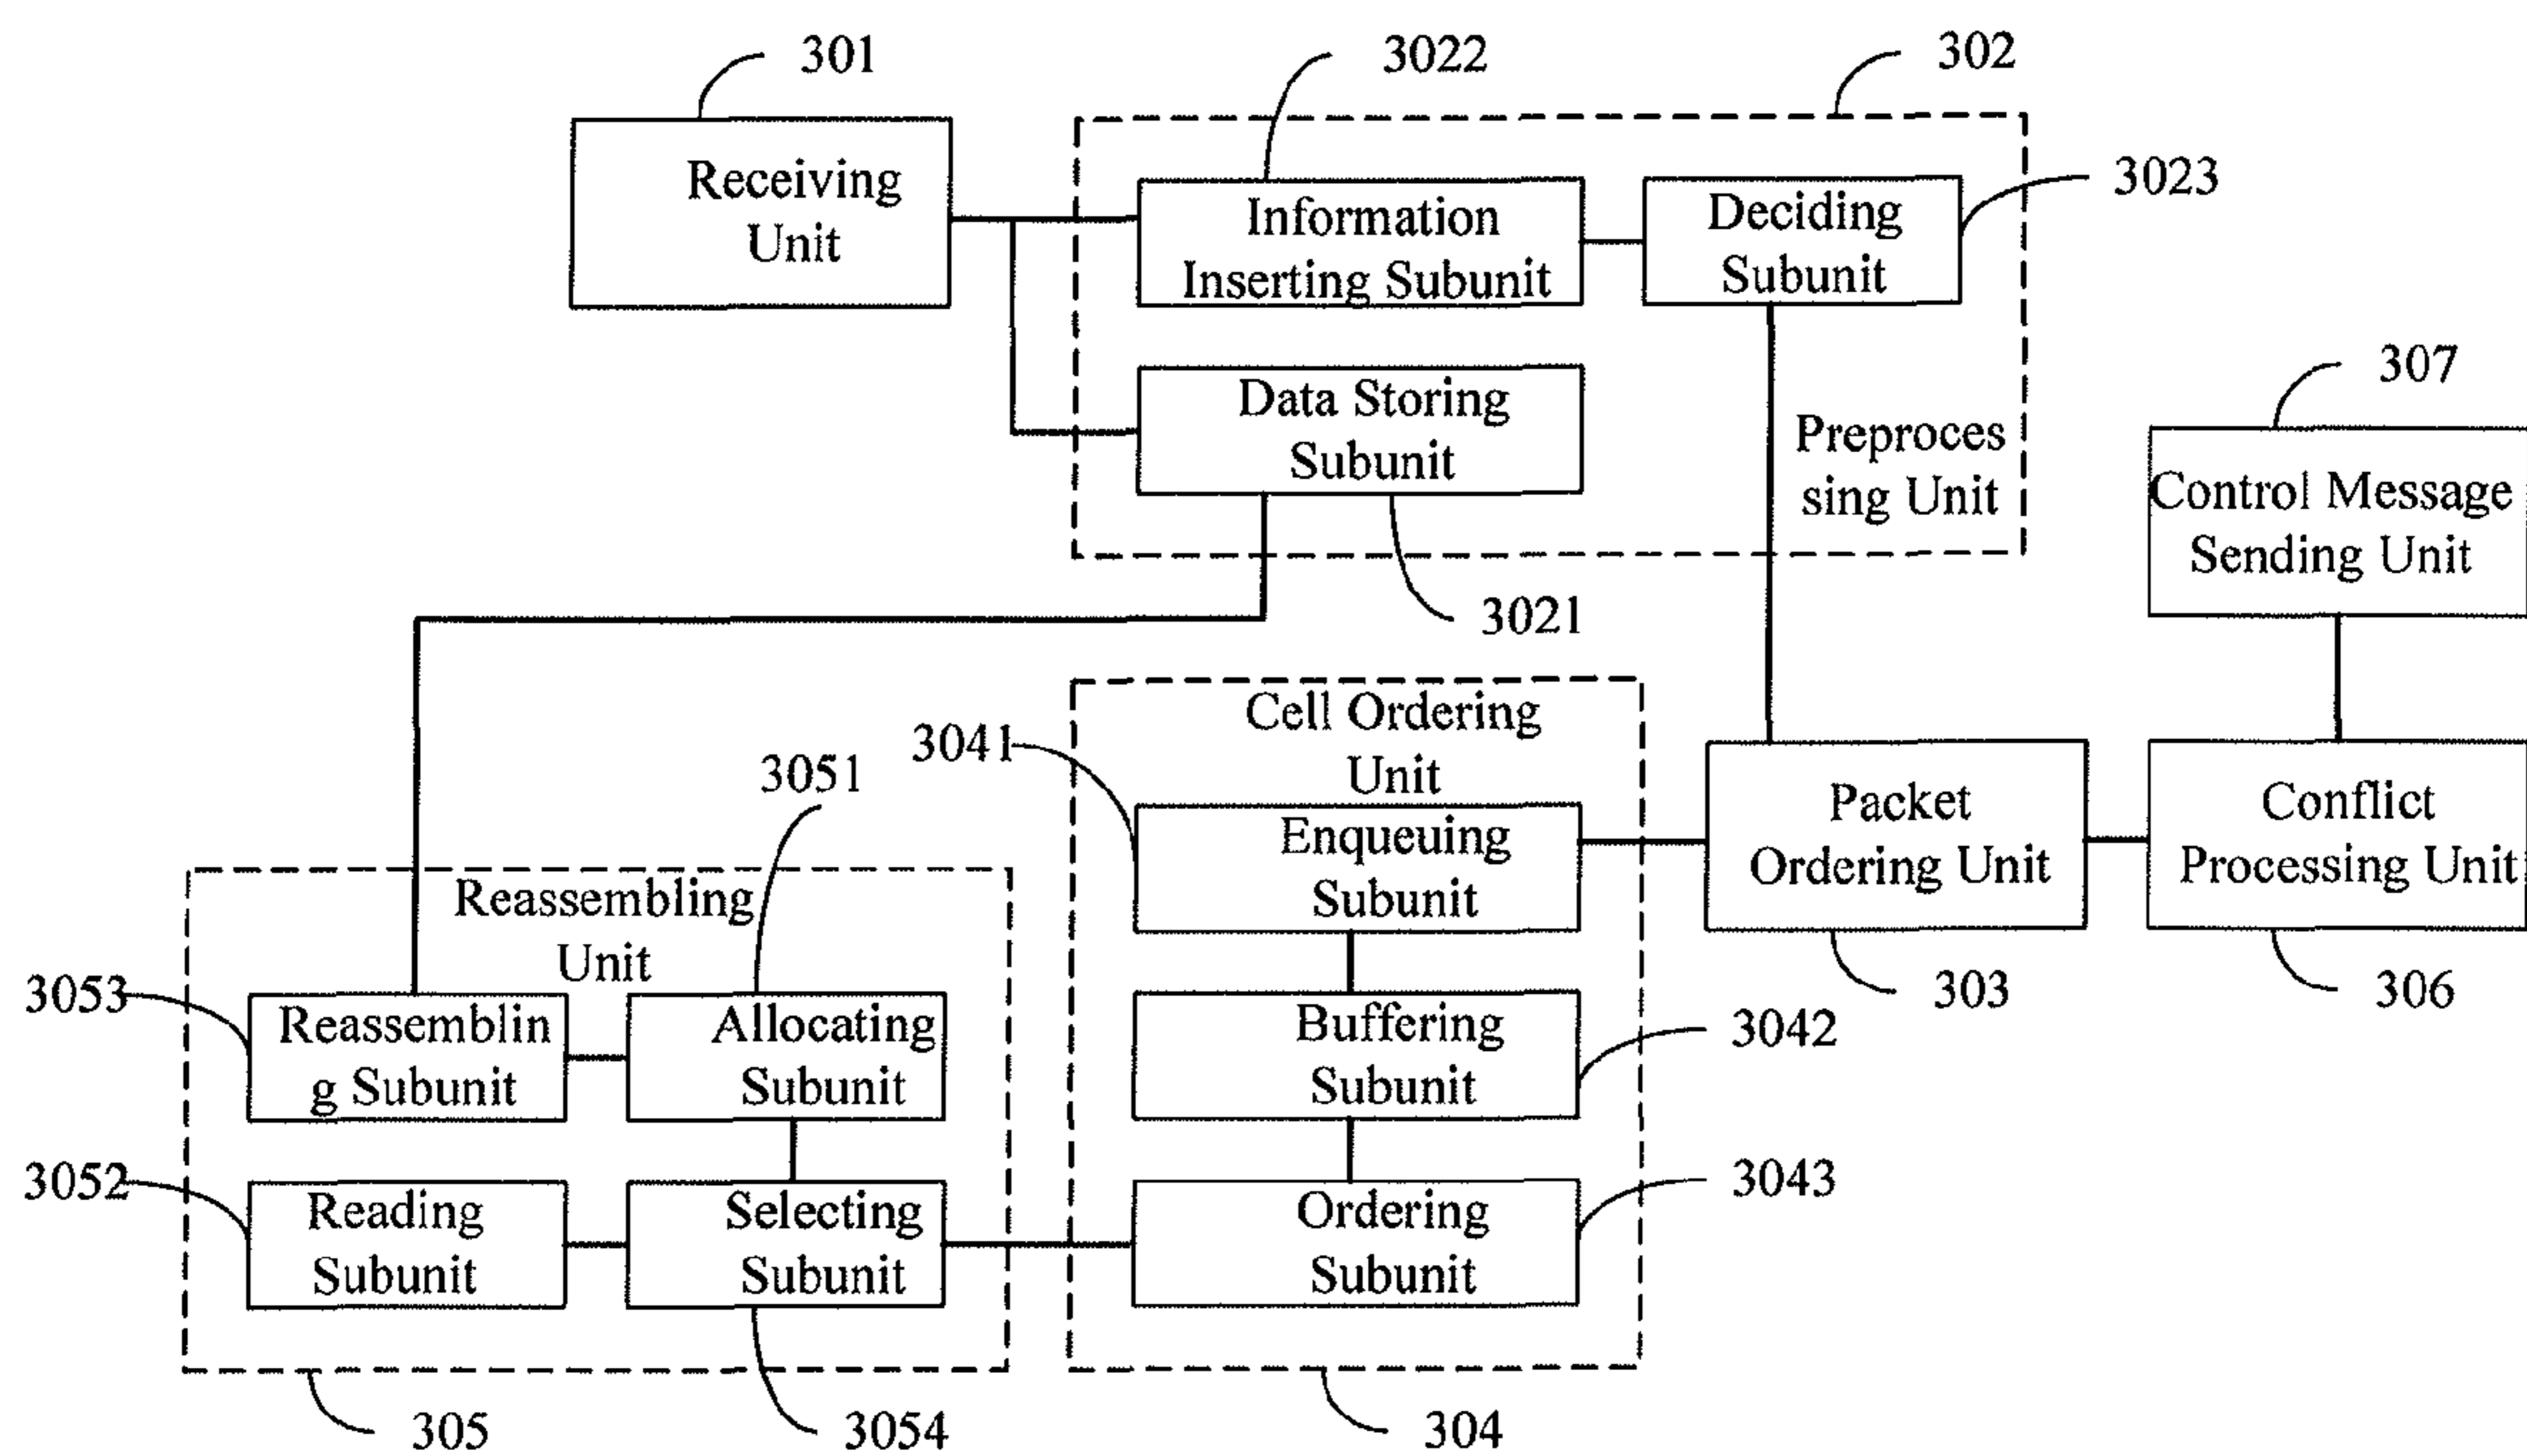 301
3022
302
Receiving
Unit
Information
Inserting Subunit
Deciding
Subunit
3023
Data Storing
Subunit
Preproces
sing Unit
307
Control Message
Sending Unit
3021
Cell Ordering
Unit
3041
3051
Enqueuing
Subunit
Packet
Ordering Unit
Conflict
Processing Unit
Reassembling
Unit
3053
Reassemblin
g Subunit
Allocating
Subunit
Buffering
Subunit
3042
303
306
3052
Reading
Subunit
Selecting
Subunit
Ordering
Subunit
3043
305
3054
304